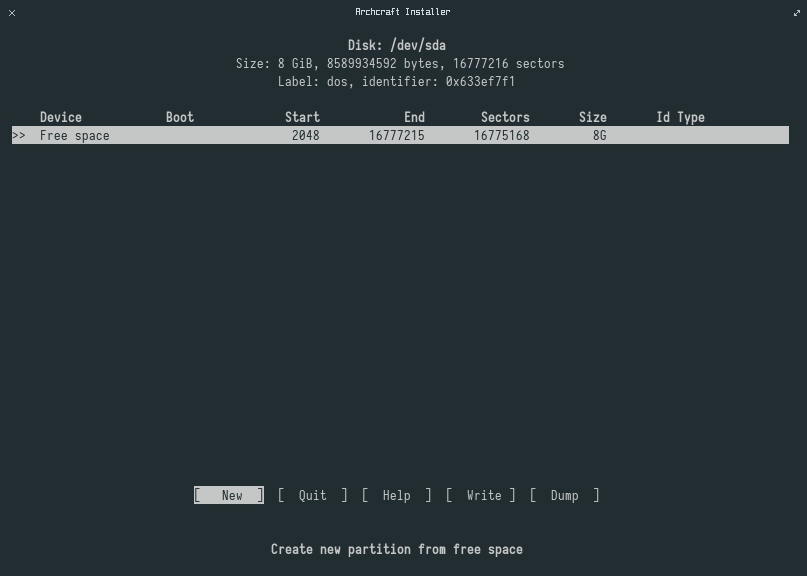 Archcraft Installer
Disk: /dev/sda
Size: 8 GiB, 8589934592 bytes, 16777216 sectors
Label: dos, identifier: 0x633ef7f1
Device Boot Start End Sectors Size Id Type
>> Free space 2048 16777215 16775168 8G
[ New ] [ Quit ] [ Help ] [ Write ] [ Dump ]
Create new partition from free space